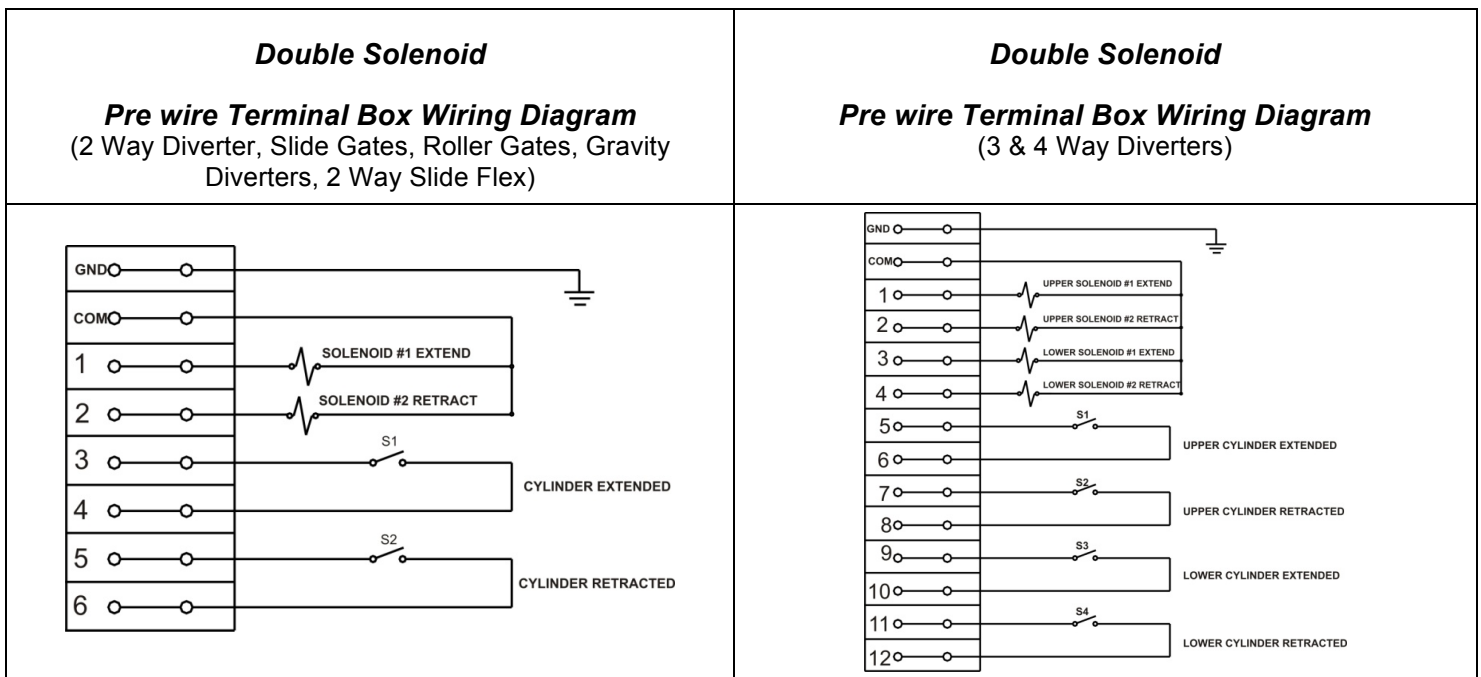 Double Solenoid
Pre wire Terminal Box Wiring Diagram
(2 Way Diverter, Slide Gates, Roller Gates, Gravity
Diverters, 2 Way Slide Flex)
Double Solenoid
Pre wire Terminal Box Wiring Diagram
(3 & 4 Way Diverters)
GND
COM
1 SOLENOID #1 EXTEND
2 SOLENOID #2 RETRACT
3 S1
CYLINDER EXTENDED
4
5 S2
CYLINDER RETRACTED
6
GND
COM
1 UPPER SOLENOID #1 EXTEND
2 UPPER SOLENOID #2 RETRACT
3 LOWER SOLENOID #1 EXTEND
4 LOWER SOLENOID #2 RETRACT
5 S1
UPPER CYLINDER EXTENDED
6
7 S2
UPPER CYLINDER RETRACTED
8
9 S3
LOWER CYLINDER EXTENDED
10
11 S4
LOWER CYLINDER RETRACTED
12